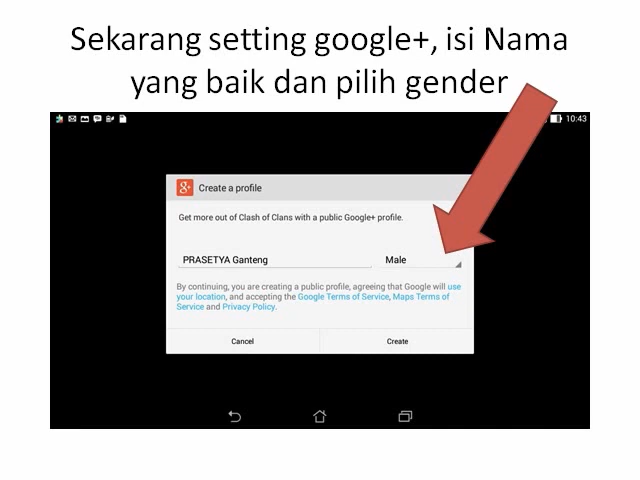 Sekarang setting google+, isi Nama
yang baik dan pilih gender
10:43
g+ Create a profile
Get more out of Clash of Clans with a public Google+ profile.
PRASETYA Ganteng Male
By continuing, you are creating a public profile, agreeing that Google will use
your location, and accepting the Google Terms of Service, Maps Terms of
Service and Privacy Policy.
Cancel Create